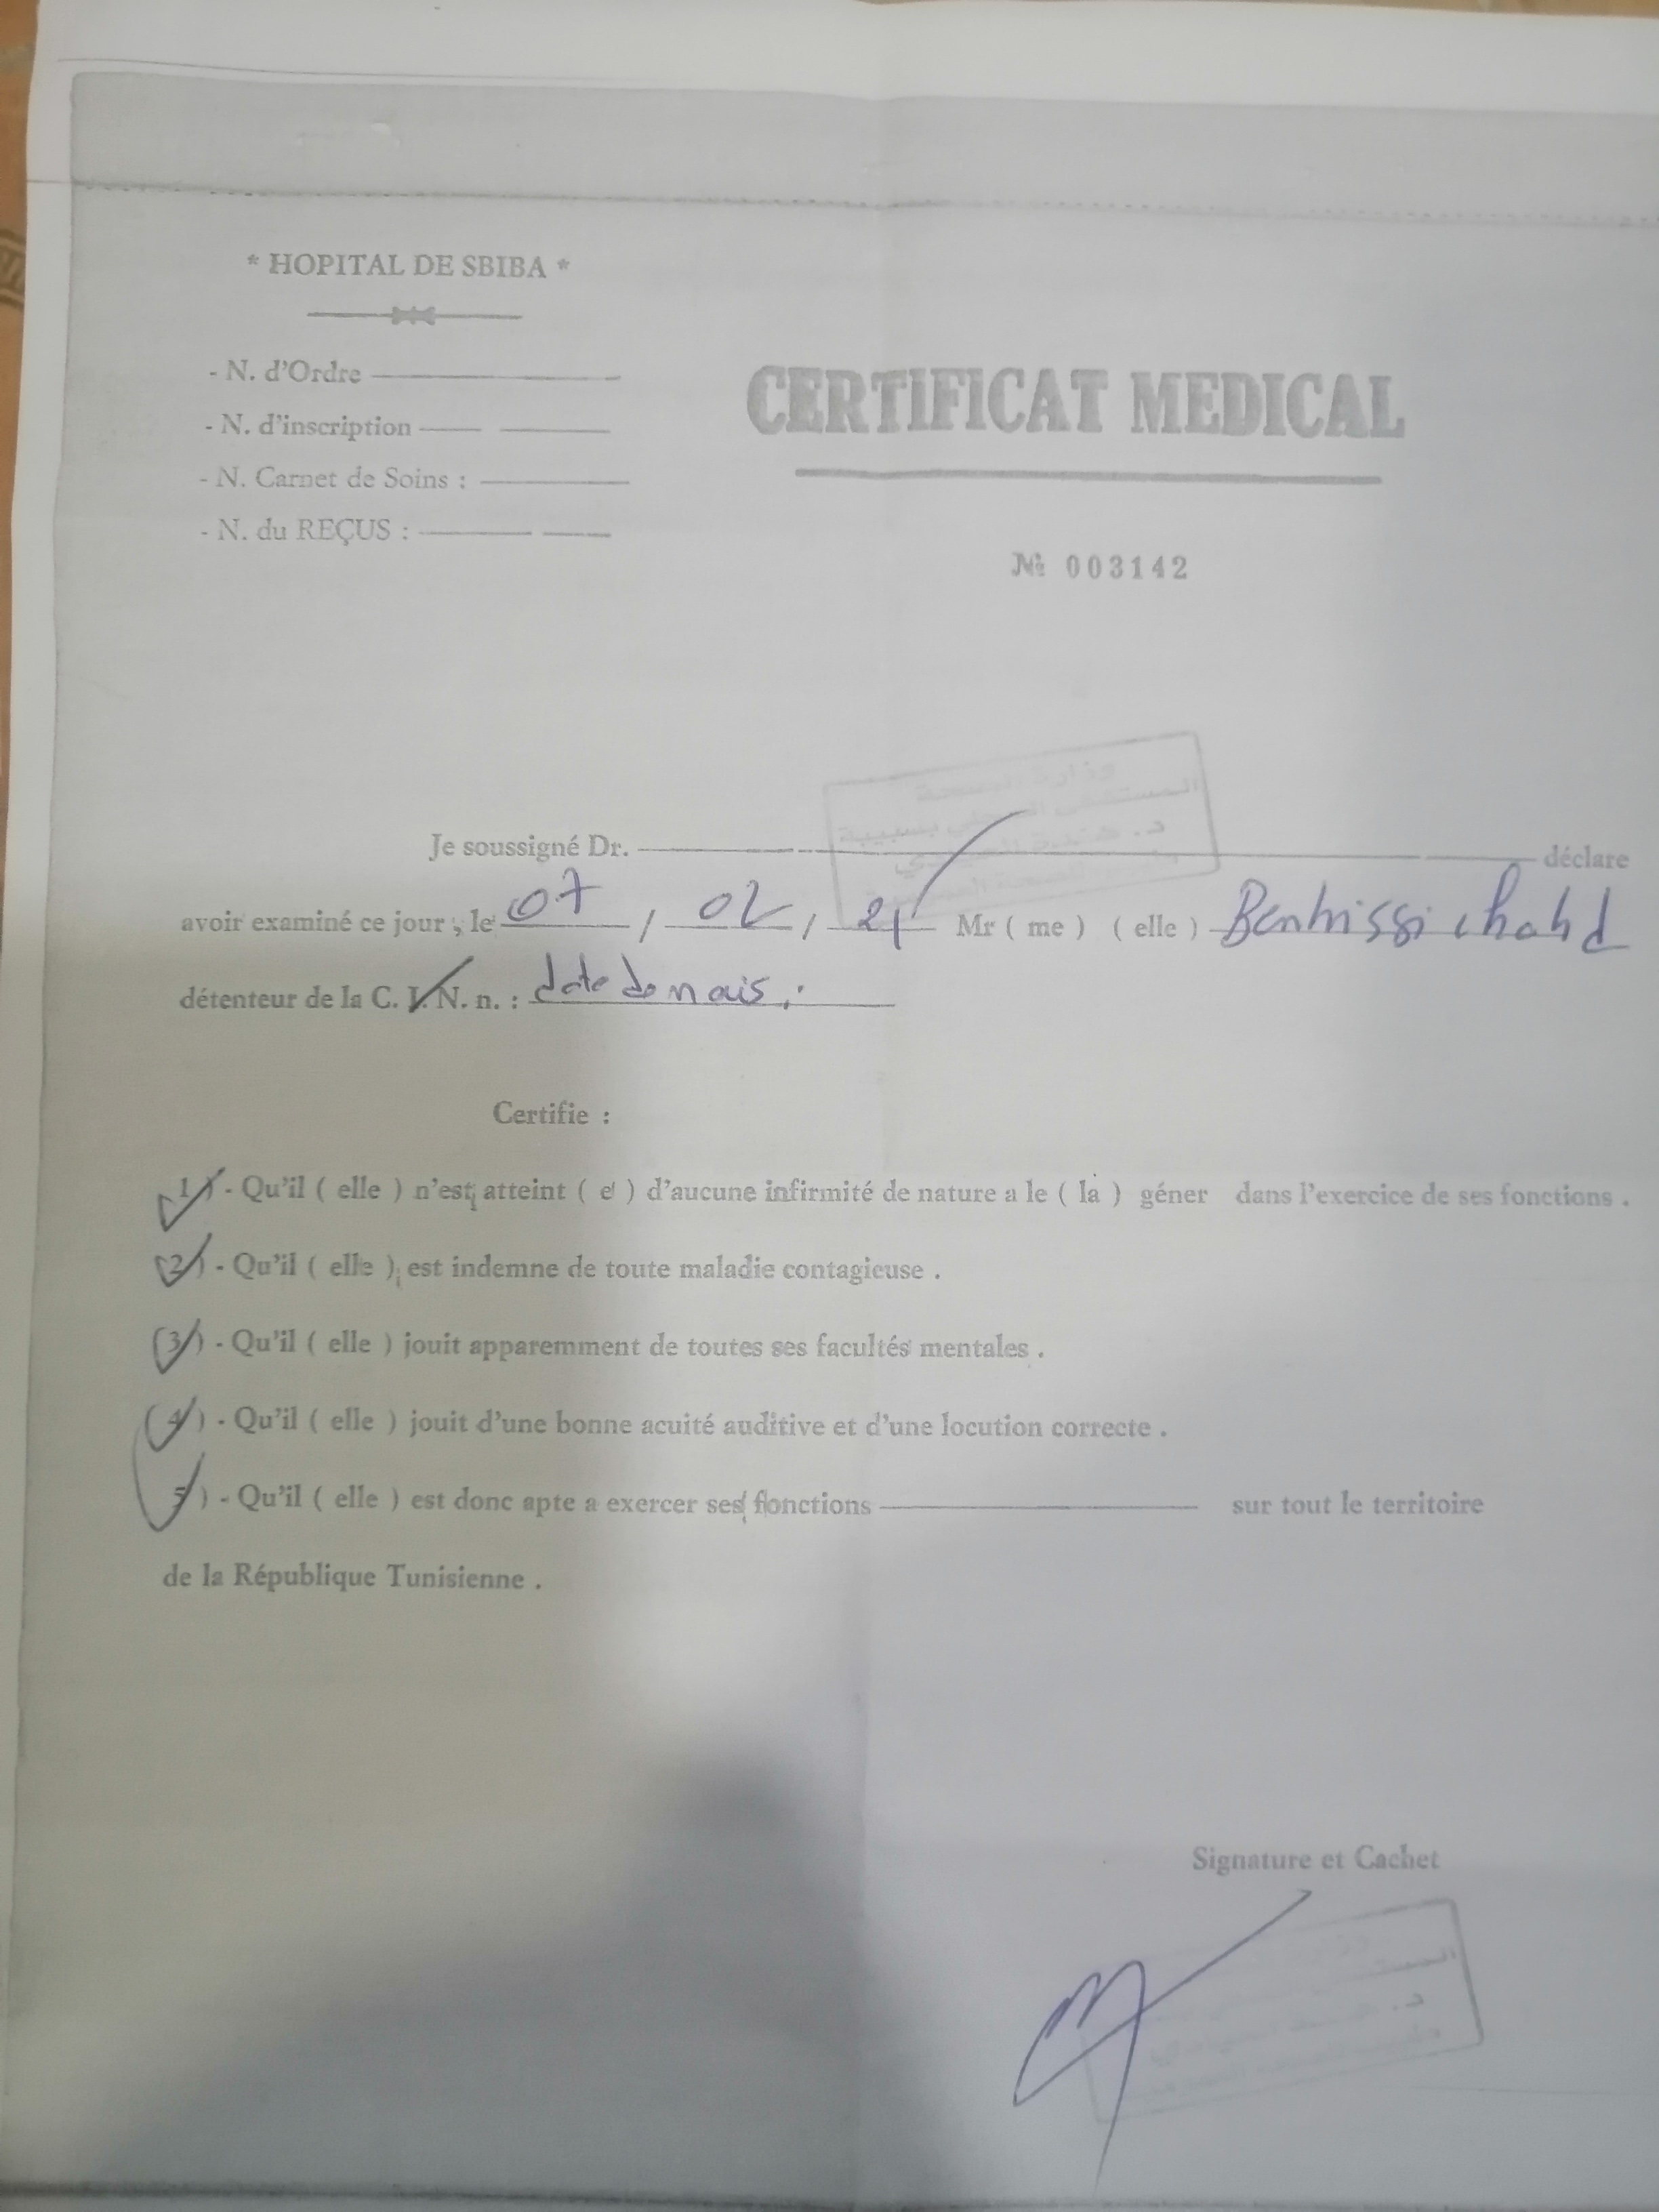 * HOPITAL DE SBIBA *
- N. d'Ordre
- N. d'inscription
- N. Carnet de Soins :
- N. du REÇUS :
CERTIFICAT MEDICAL
№ 003142
Je soussigné Dr. déclare
avoir examiné ce jour, le 07 / 02 / 21 Mr ( me ) ( elle )
détenteur de la C. I. N. n. : date de nais :
Certifie :
1 ) - Qu'il ( elle ) n'est atteint ( e ) d'aucune infirmité de nature a le ( la ) géner dans l'exercice de ses fonctions .
(2) - Qu'il ( elle ) est indemne de toute maladie contagieuse .
(3) - Qu'il ( elle ) jouit apparemment de toutes ses facultés mentales .
(4) - Qu'il ( elle ) jouit d'une bonne acuité auditive et d'une locution correcte .
5) - Qu'il ( elle ) est donc apte a exercer ses fonctions sur tout le territoire
de la République Tunisienne .
Signature et Cachet